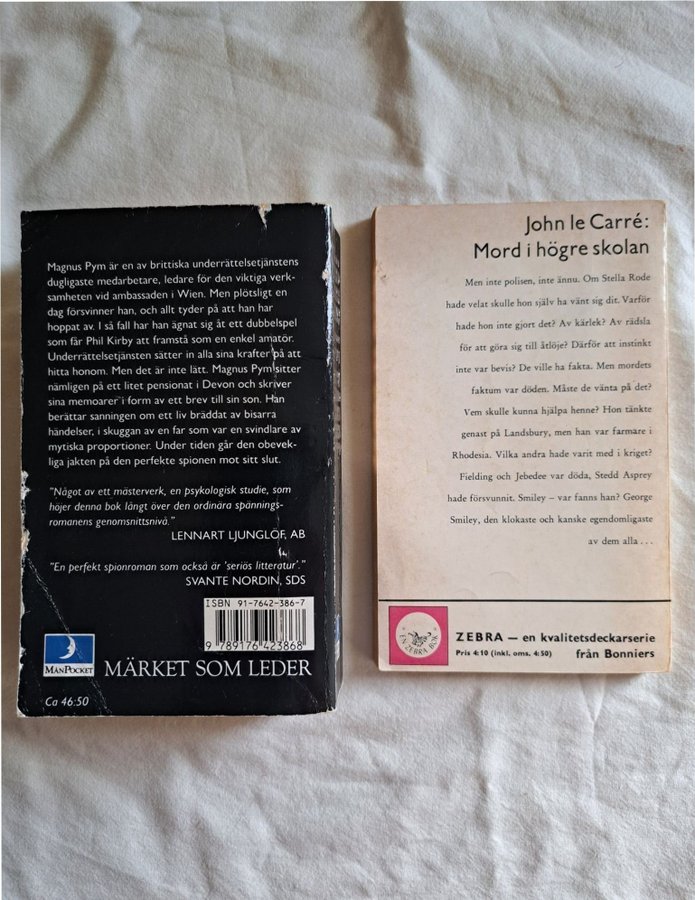 Magnus Pym är en av brittiska underrättelsetjänstens
dugligaste medarbetare, ledare för den viktiga verk-
samheten vid ambassaden i Wien. Men plötsligt en
dag försvinner han, och allt tyder på att han har
hoppat av. I så fall har han ägnat sig åt ett dubbelspel
som får Phil Kirby att framstå som en enkel amatör.
Underrättelsetjänsten sätter in alla sina krafter på att
hitta honom. Men det är inte lätt. Magnus Pym sitter
nämligen på ett litet pensionat i Devon och skriver
sina memoarer i form av ett brev till sin son. Han
berättar sanningen om ett liv bräddat av bisarra
händelser, i skuggan av en far som var en svindlare av
mytiska proportioner. Under tiden går den obevek-
liga jakten på den perfekte spionen mot sitt slut.
"Något av ett mästerverk, en psykologisk studie, som
höjer denna bok långt över den ordinära spännings-
romanens genomsnittsnivå."
LENNART LJUNGLÖF, AB
"En perfekt spionroman som också är 'seriös litteratur'."
SVANTE NORDIN, SDS
ISBN 91-7642-386-7
9 789176 423868
MÅNPOCKET
MÄRKET SOM LEDER
Ca 46:50
John le Carré:
Mord i högre skolan
Men inte polisen, inte ännu. Om Stella Rode
hade velat skulle hon själv ha vänt sig dit. Varför
hade hon inte gjort det? Av kärlek? Av rädsla
för att göra sig till åtlöje? Därför att instinkt
inte var bevis? De ville ha fakta. Men mordets
faktum var döden. Måste de vänta på det?
Vem skulle kunna hjälpa henne? Hon tänkte
genast på Landsbury, men han var farmare i
Rhodesia. Vilka andra hade varit med i kriget?
Fielding och Jebedee var döda, Stedd Asprey
hade försvunnit. Smiley – var fanns han? George
Smiley, den klokaste och kanske egendomligaste
av dem alla . . .
EN ZEBRA-BOK
ZEBRA — en kvalitetsdeckarserie
Pris 4:10 (inkl. oms. 4:50) från Bonniers